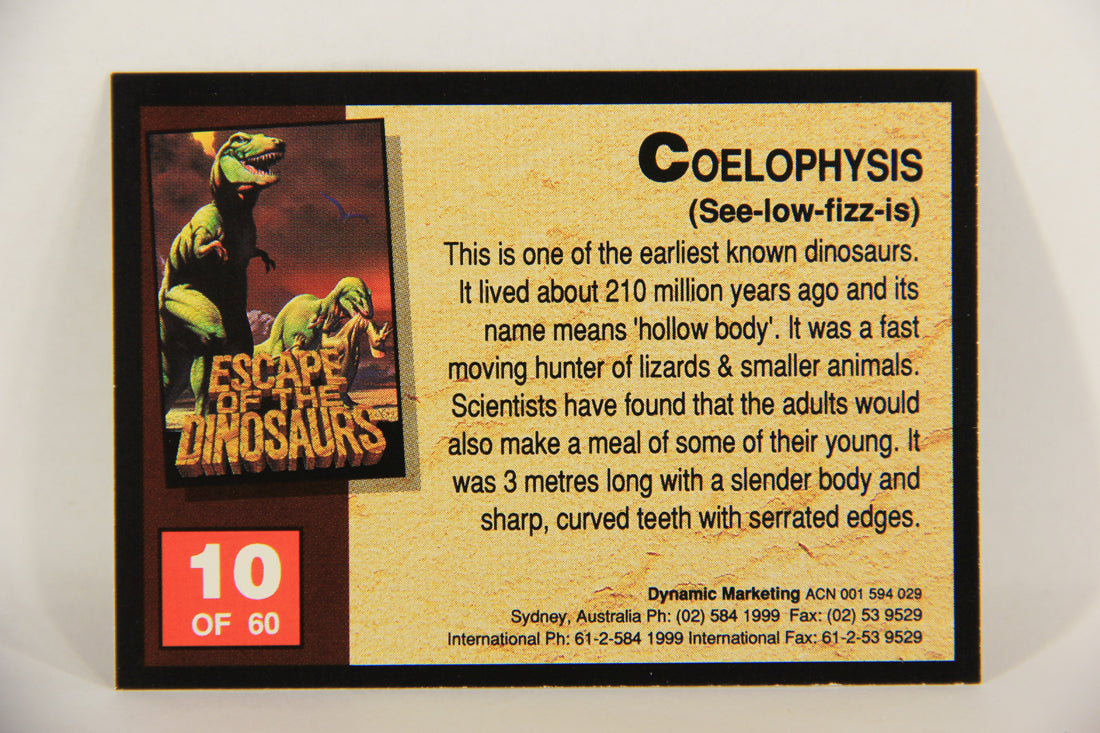 ESCAPE
OF THE
DINOSAURS
10
OF 60
COELOPHYSIS
(See-low-fizz-is)
This is one of the earliest known dinosaurs.
It lived about 210 million years ago and its
name means 'hollow body'. It was a fast
moving hunter of lizards & smaller animals.
Scientists have found that the adults would
also make a meal of some of their young. It
was 3 metres long with a slender body and
sharp, curved teeth with serrated edges.
Dynamic Marketing ACN 001 594 029
Sydney, Australia Ph: (02) 584 1999 Fax: (02) 53 9529
International Ph: 61-2-584 1999 International Fax: 61-2-53 9529